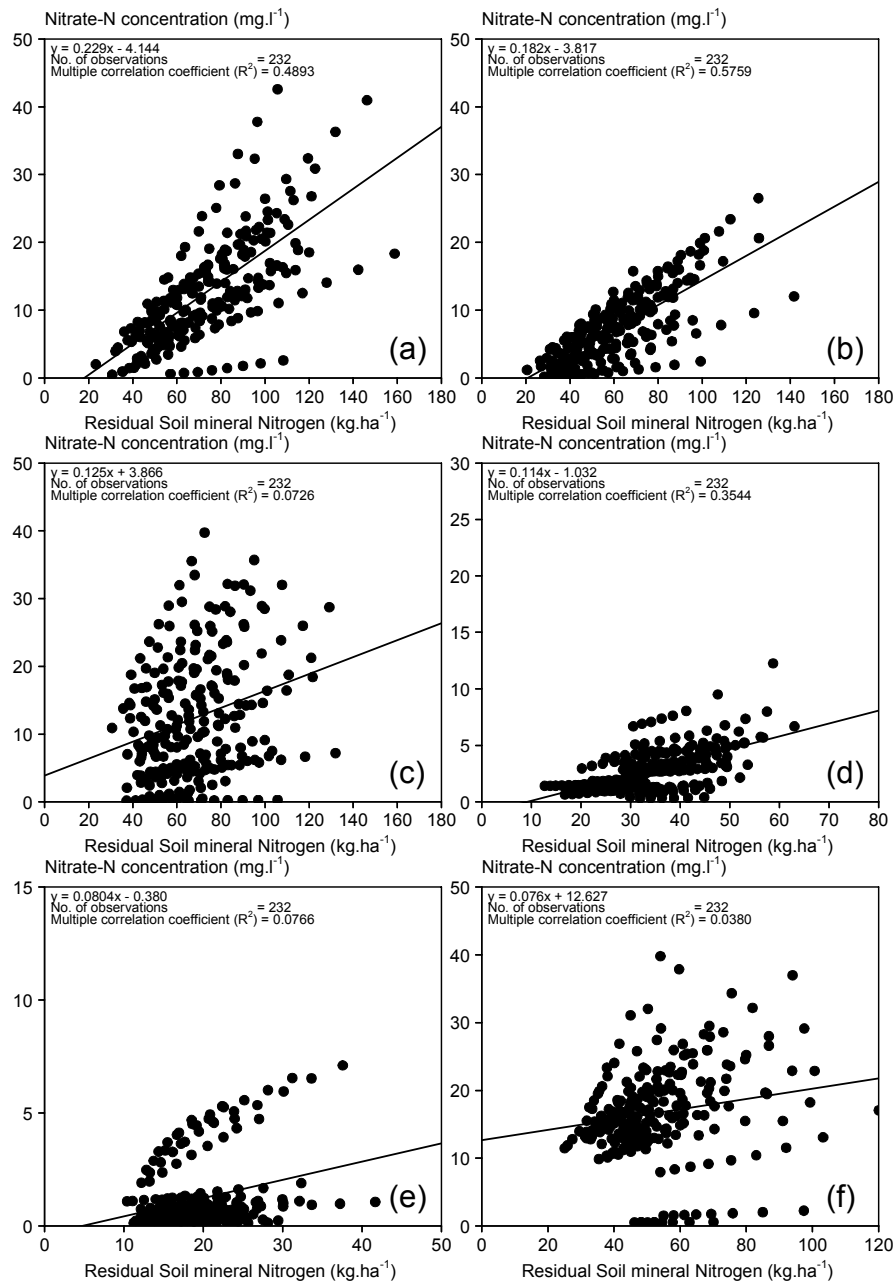 Nitrate-N concentration (mg.l⁻¹)
y = 0.229x - 4.144
No. of observations = 232
Multiple correlation coefficient (R²) = 0.4893
50
40
30
20
10
0
(a)
0 20 40 60 80 100 120 140 160 180
Residual Soil mineral Nitrogen (kg.ha⁻¹)
Nitrate-N concentration (mg.l⁻¹)
y = 0.182x - 3.817
No. of observations = 232
Multiple correlation coefficient (R²) = 0.5759
50
40
30
20
10
0
(b)
0 20 40 60 80 100 120 140 160 180
Residual Soil mineral Nitrogen (kg.ha⁻¹)
Nitrate-N concentration (mg.l⁻¹)
y = 0.125x + 3.866
No. of observations = 232
Multiple correlation coefficient (R²) = 0.0726
50
40
30
20
10
0
(c)
0 20 40 60 80 100 120 140 160 180
Residual Soil mineral Nitrogen (kg.ha⁻¹)
Nitrate-N concentration (mg.l⁻¹)
y = 0.114x - 1.032
No. of observations = 232
Multiple correlation coefficient (R²) = 0.3544
30
25
20
15
10
5
0
(d)
0 10 20 30 40 50 60 70 80
Residual Soil mineral Nitrogen (kg.ha⁻¹)
Nitrate-N concentration (mg.l⁻¹)
y = 0.0804x - 0.380
No. of observations = 232
Multiple correlation coefficient (R²) = 0.0766
15
10
5
0
(e)
0 10 20 30 40 50
Residual Soil mineral Nitrogen (kg.ha⁻¹)
Nitrate-N concentration (mg.l⁻¹)
y = 0.076x + 12.627
No. of observations = 232
Multiple correlation coefficient (R²) = 0.0380
50
40
30
20
10
0
(f)
0 20 40 60 80 100 120
Residual Soil mineral Nitrogen (kg.ha⁻¹)